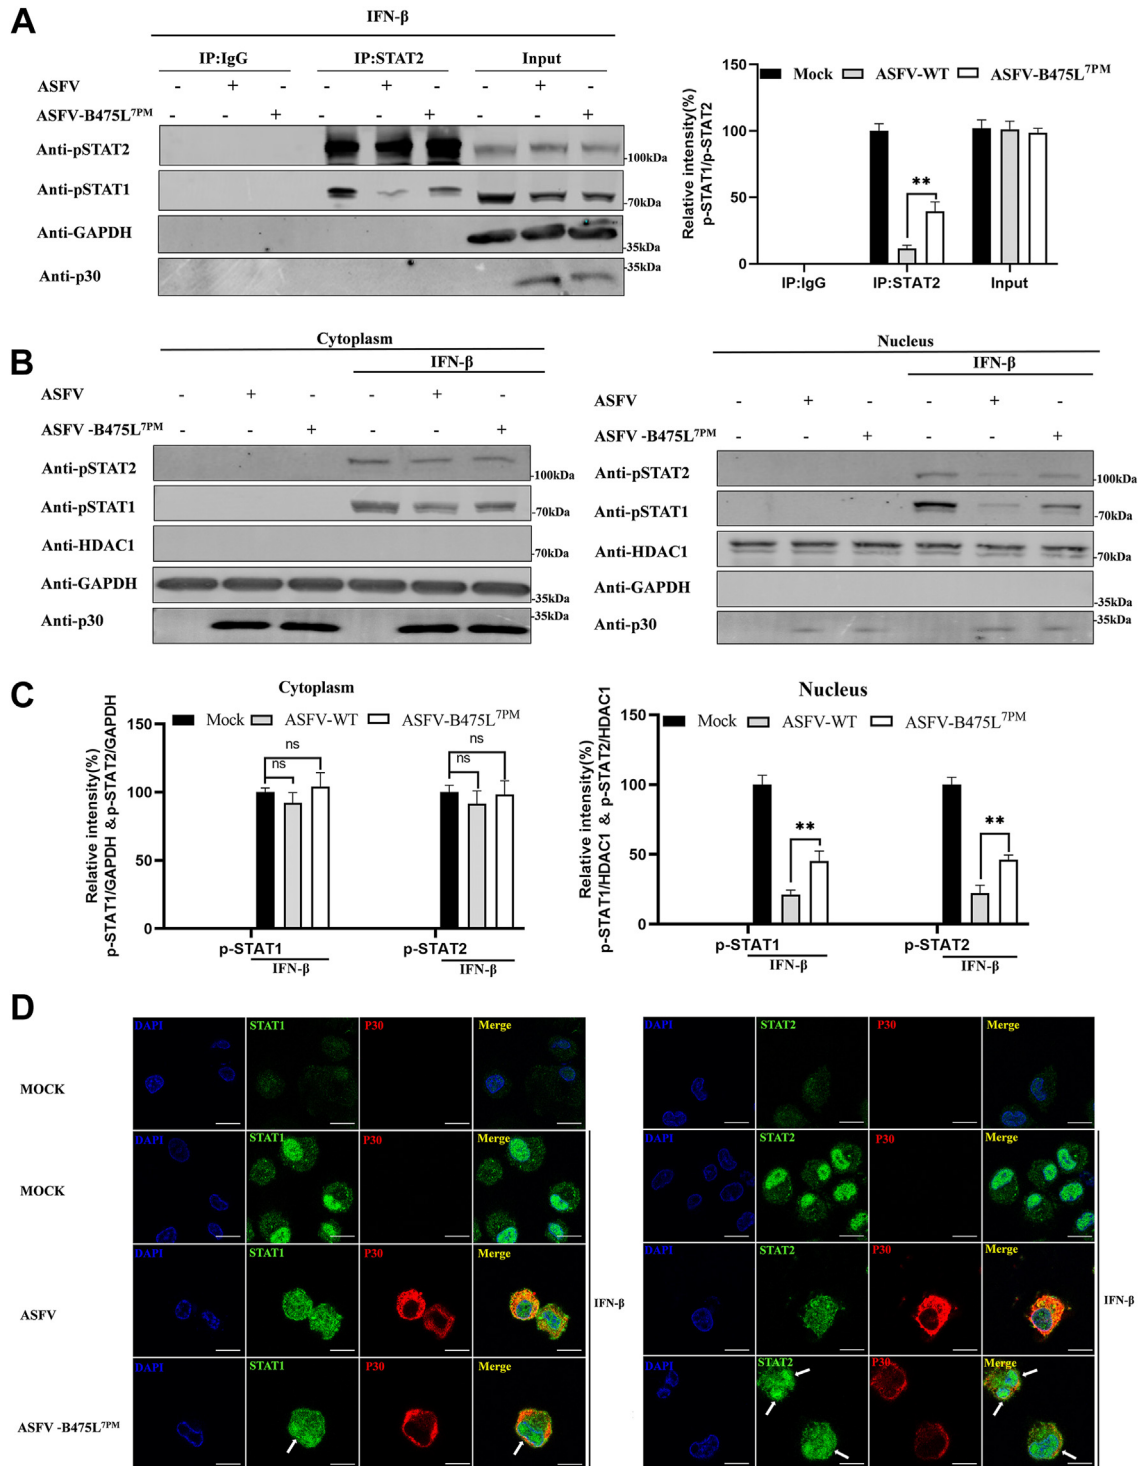 A
IFN-β
IP:IgG IP:STAT2 Input
ASFV - + - - + - - + -
ASFV-B475L7PM - - + - - + - - +
Anti-pSTAT2 -100kDa
Anti-pSTAT1 -70kDa
Anti-GAPDH -35kDa
Anti-p30 -35kDa
Relative intensity(%)
p-STAT1/p-STAT2
150
100
50
0
Mock ASFV-WT ASFV-B475L7PM
**
IP:IgG IP:STAT2 Input
B
Cytoplasm
IFN-β
ASFV - + - - + -
ASFV -B475L7PM - - + - - +
Anti-pSTAT2 -100kDa
Anti-pSTAT1 -70kDa
Anti-HDAC1 -70kDa
Anti-GAPDH -35kDa
Anti-p30 -35kDa
Nucleus
IFN-β
ASFV - + - - + -
ASFV -B475L7PM - - + - - +
Anti-pSTAT2 -100kDa
Anti-pSTAT1 -70kDa
Anti-HDAC1 -70kDa
Anti-GAPDH -35kDa
Anti-p30 -35kDa
C
Cytoplasm
Relative intensity(%)
p-STAT1/GAPDH & p-STAT2/GAPDH
150
100
50
0
Mock ASFV-WT ASFV-B475L7PM
ns ns
ns ns
p-STAT1 p-STAT2
IFN-β IFN-β
Nucleus
Relative intensity(%)
p-STAT1/HDAC1 & p-STAT2/HDAC1
150
100
50
0
Mock ASFV-WT ASFV-B475L7PM
** **
p-STAT1 p-STAT2
IFN-β IFN-β
D
DAPI STAT1 P30 Merge DAPI STAT2 P30 Merge
MOCK
DAPI STAT1 P30 Merge DAPI STAT2 P30 Merge
MOCK
DAPI STAT1 P30 Merge DAPI STAT2 P30 Merge
ASFV
IFN-β IFN-β
DAPI STAT1 P30 Merge DAPI STAT2 P30 Merge
ASFV -B475L7PM